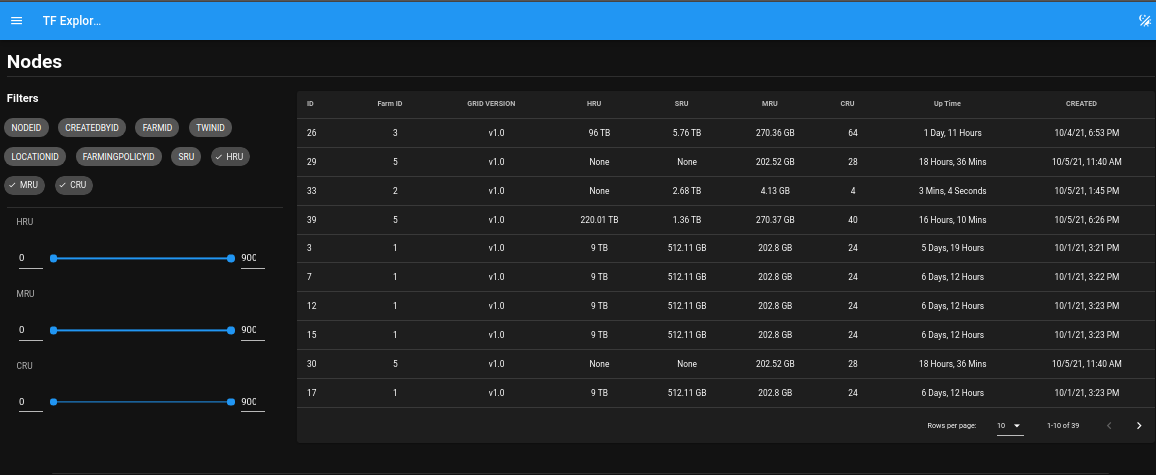 TF Explor...
Nodes
Filters
NODEID CREATEDBYID FARMID TWINID
LOCATIONID FARMINGPOLICYID SRU HRU
MRU CRU
HRU
0 900
MRU
0 900
CRU
0 900
ID Farm ID GRID VERSION HRU SRU MRU CRU Up Time CREATED
26 3 v1.0 96 TB 5.76 TB 270.36 GB 64 1 Day, 11 Hours 10/4/21, 6:53 PM
29 5 v1.0 None None 202.52 GB 28 18 Hours, 36 Mins 10/5/21, 11:40 AM
33 2 v1.0 None 2.68 TB 4.13 GB 4 3 Mins, 4 Seconds 10/5/21, 1:45 PM
39 5 v1.0 220.01 TB 1.36 TB 270.37 GB 40 16 Hours, 10 Mins 10/5/21, 6:26 PM
3 1 v1.0 9 TB 512.11 GB 202.8 GB 24 5 Days, 19 Hours 10/1/21, 3:21 PM
7 1 v1.0 9 TB 512.11 GB 202.8 GB 24 6 Days, 12 Hours 10/1/21, 3:22 PM
12 1 v1.0 9 TB 512.11 GB 202.8 GB 24 6 Days, 12 Hours 10/1/21, 3:23 PM
15 1 v1.0 9 TB 512.11 GB 202.8 GB 24 6 Days, 12 Hours 10/1/21, 3:23 PM
30 5 v1.0 None None 202.52 GB 28 18 Hours, 36 Mins 10/5/21, 11:40 AM
17 1 v1.0 9 TB 512.11 GB 202.8 GB 24 6 Days, 12 Hours 10/1/21, 3:23 PM
Rows per page: 10 1-10 of 39